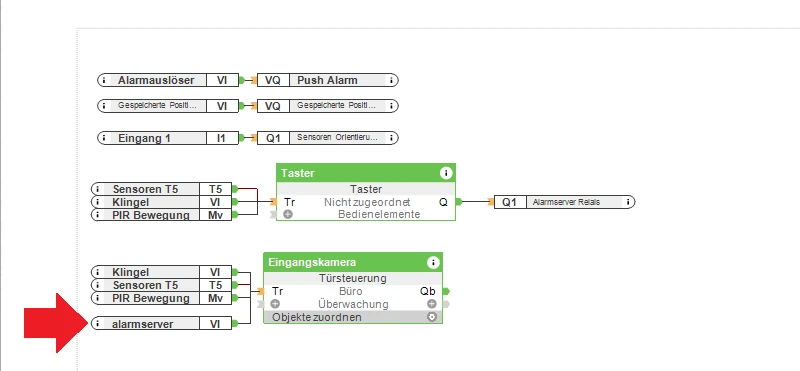 Alarmauslöser VI VQ Push Alarm
Gespeicherte Positi... VI VQ Gespeicherte Positi...
Eingang 1 I1 Q1 Sensoren Orientieru...
Taster
Taster
Sensoren T5 T5
Klingel VI Tr Nicht zugeordnet Q Q1 Alarmserver Relais
PIR Bewegung Mv Bedienelemente
Eingangskamera
Türsteuerung
Klingel VI
Sensoren T5 T5 Tr Büro Qb
PIR Bewegung Mv Überwachung
Objekte zuordnen
alarmserver VI